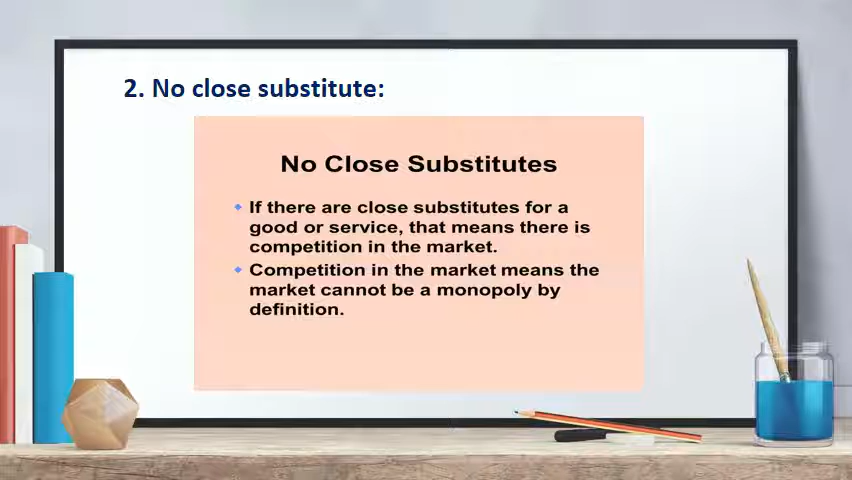 2. No close substitute:
No Close Substitutes
If there are close substitutes for a
good or service, that means there is
competition in the market.
Competition in the market means the
market cannot be a monopoly by
definition.